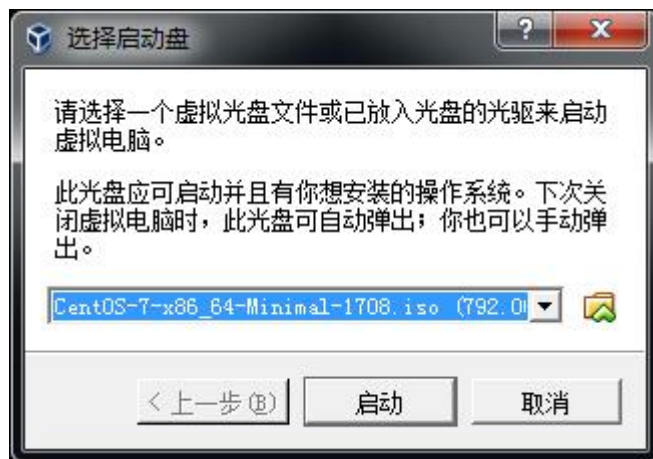 选择启动盘
?
X
请选择一个虚拟光盘文件或已放入光盘的光驱来启动
虚拟电脑。
此光盘应可启动并且有你想安装的操作系统。下次关
闭虚拟电脑时，此光盘可自动弹出；你也可以手动弹
出。
CentOS-7-x86_64-Minimal-1708.iso (792.0
<上一步(B)
启动
取消